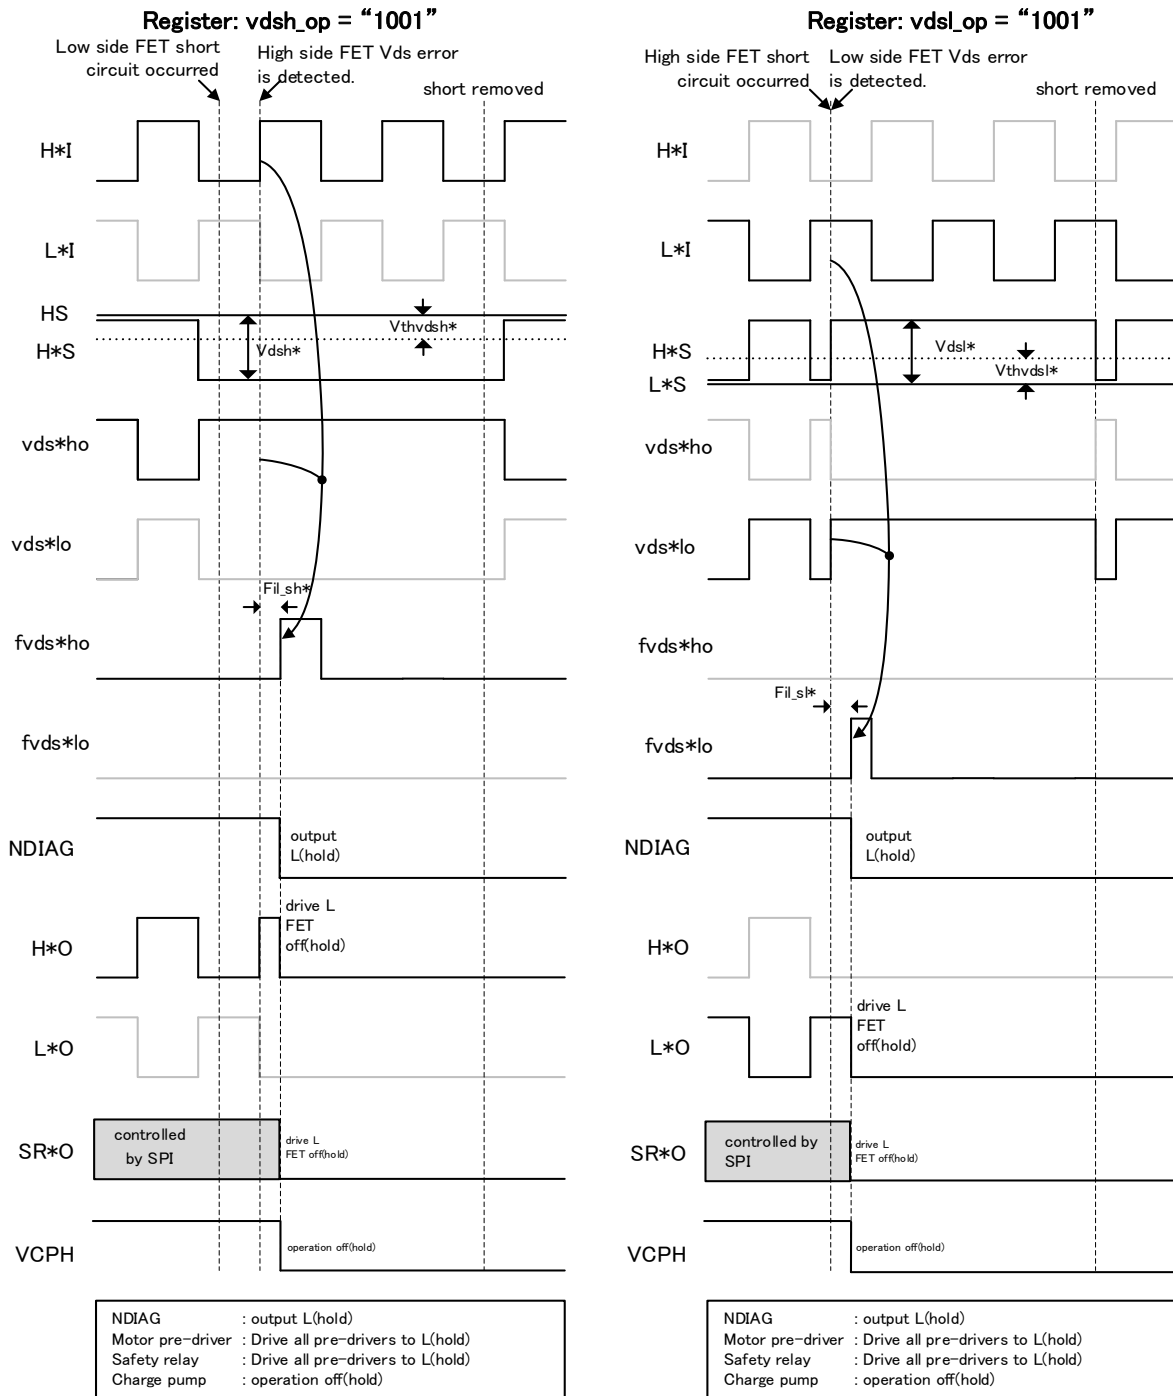 Register: vdsh_op = “1001”
Low side FET short
circuit occurred
High side FET Vds error
is detected.
short removed
H*I
L*I
HS
Vthvdsh*
H*S
Vdsh*
vds*ho
vds*lo
Fil_sh*
fvds*ho
fvds*lo
NDIAG
output
L(hold)
drive L
FET
off(hold)
H*O
L*O
SR*O
controlled
by SPI
drive L
FET off(hold)
VCPH
operation off(hold)
NDIAG : output L(hold)
Motor pre-driver : Drive all pre-drivers to L(hold)
Safety relay : Drive all pre-drivers to L(hold)
Charge pump : operation off(hold)
Register: vdsl_op = “1001”
High side FET short
circuit occurred
Low side FET Vds error
is detected.
short removed
H*I
L*I
H*S
Vdsl*
Vthvdsl*
L*S
vds*ho
vds*lo
fvds*ho
Fil_sl*
fvds*lo
NDIAG
output
L(hold)
H*O
drive L
FET
off(hold)
L*O
SR*O
controlled by
SPI
drive L
FET off(hold)
VCPH
operation off(hold)
NDIAG : output L(hold)
Motor pre-driver : Drive all pre-drivers to L(hold)
Safety relay : Drive all pre-drivers to L(hold)
Charge pump : operation off(hold)